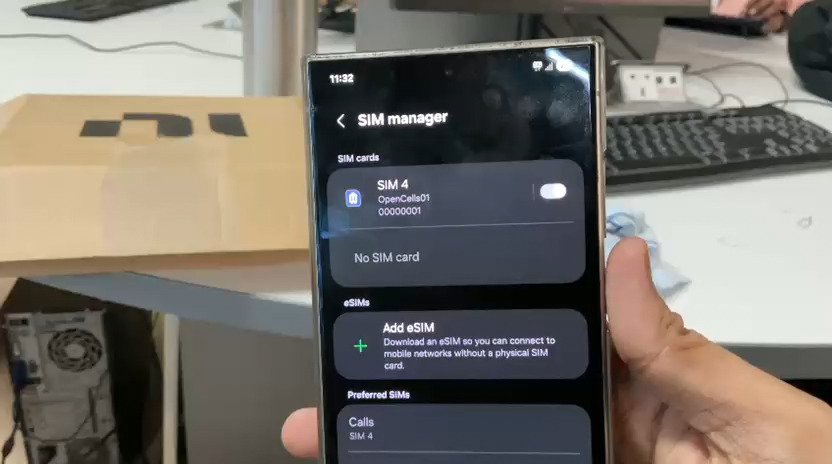 11:32
SIM manager
SIM cards
SIM 4
OpenCells01
00000001
No SIM card
eSIMs
Add eSIM
Download an eSIM so you can connect to
mobile networks without a physical SIM
card.
Preferred SIMs
Calls
SIM 4